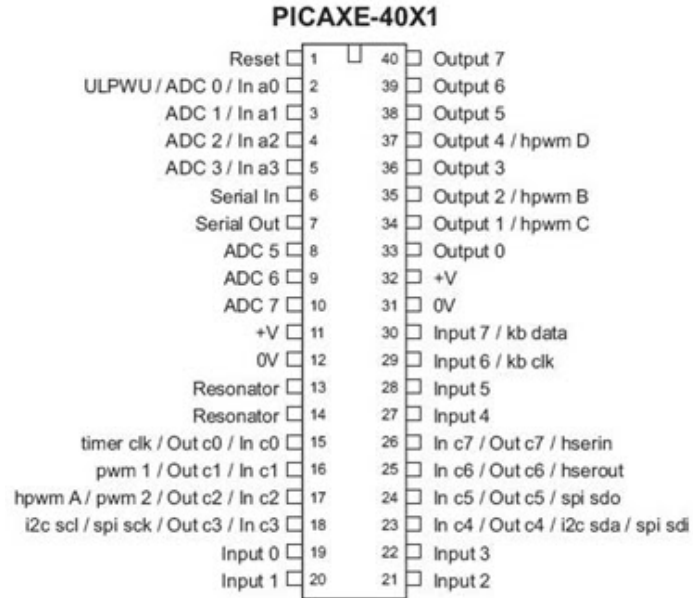 PICAXE-40X1
Reset 1 40 Output 7
ULPWU / ADC 0 / In a0 2 39 Output 6
ADC 1 / In a1 3 38 Output 5
ADC 2 / In a2 4 37 Output 4 / hpwm D
ADC 3 / In a3 5 36 Output 3
Serial In 6 35 Output 2 / hpwm B
Serial Out 7 34 Output 1 / hpwm C
ADC 5 8 33 Output 0
ADC 6 9 32 +V
ADC 7 10 31 0V
+V 11 30 Input 7 / kb data
0V 12 29 Input 6 / kb clk
Resonator 13 28 Input 5
Resonator 14 27 Input 4
timer clk / Out c0 / In c0 15 26 In c7 / Out c7 / hserin
pwm 1 / Out c1 / In c1 16 25 In c6 / Out c6 / hserout
hpwm A / pwm 2 / Out c2 / In c2 17 24 In c5 / Out c5 / spi sdo
i2c scl / spi sck / Out c3 / In c3 18 23 In c4 / Out c4 / i2c sda / spi sdi
Input 0 19 22 Input 3
Input 1 20 21 Input 2